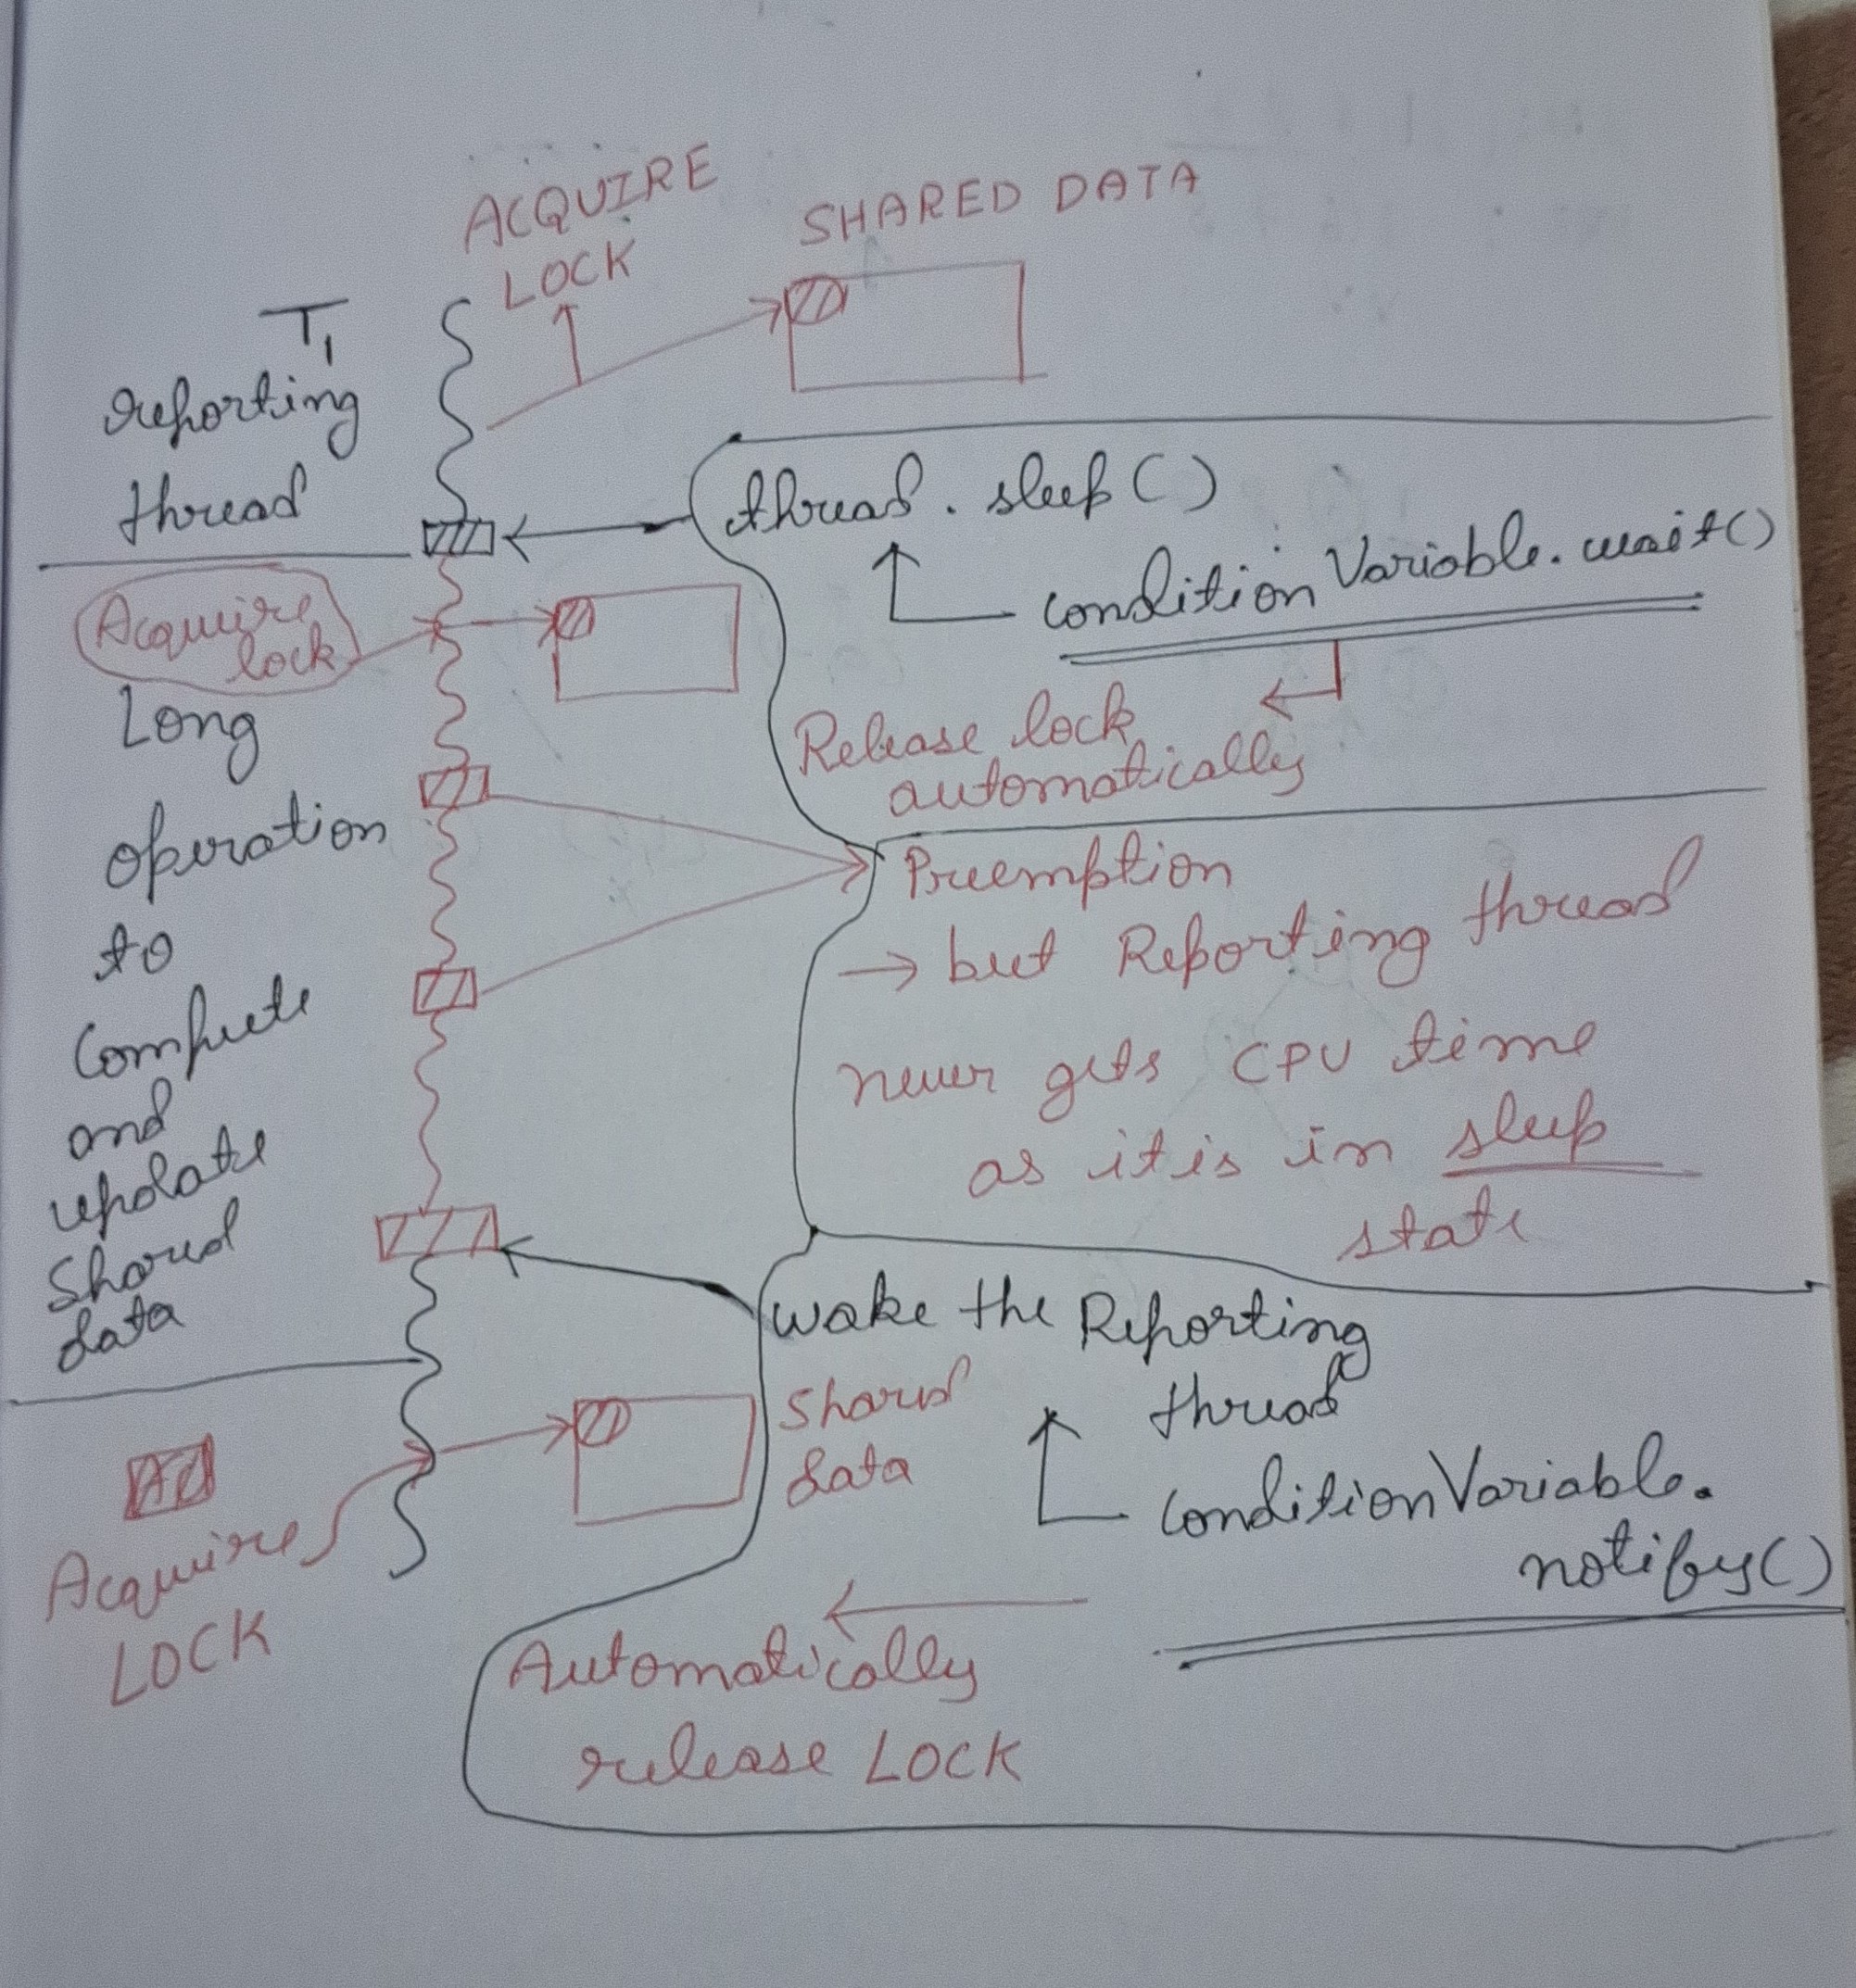 ACQUIRE
LOCK
SHARED DATA
T1
reporting
thread
thread.sleep()
conditionVariable.wait()
Release lock
automatically
Acquire
lock
Long
operation
to
Compute
and
update
Shared
data
Preemption
→ but Reporting thread
never gets CPU time
as it is in sleep
state
wake the Reporting
thread
conditionVariable.
notify()
Shared
data
Acquire
LOCK
Automatically
release LOCK